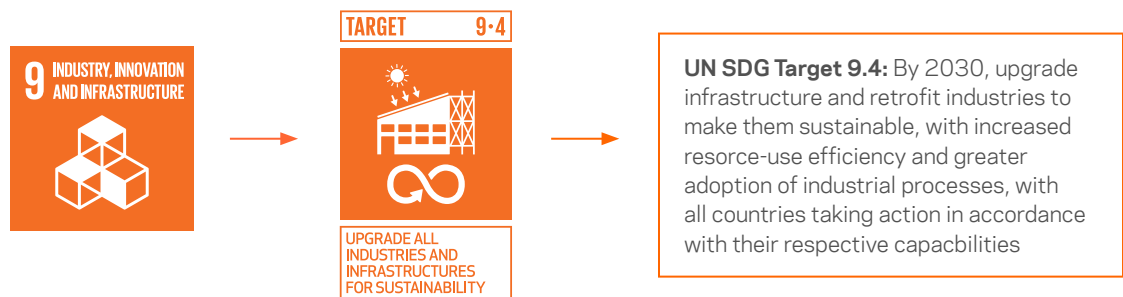 9 INDUSTRY, INNOVATION
AND INFRASTRUCTURE
TARGET 9·4
UPGRADE ALL
INDUSTRIES AND
INFRASTRUCTURES
FOR SUSTAINABILITY
UN SDG Target 9.4: By 2030, upgrade
infrastructure and retrofit industries to
make them sustainable, with increased
resorce-use efficiency and greater
adoption of industrial processes, with
all countries taking action in accordance
with their respective capacbilities